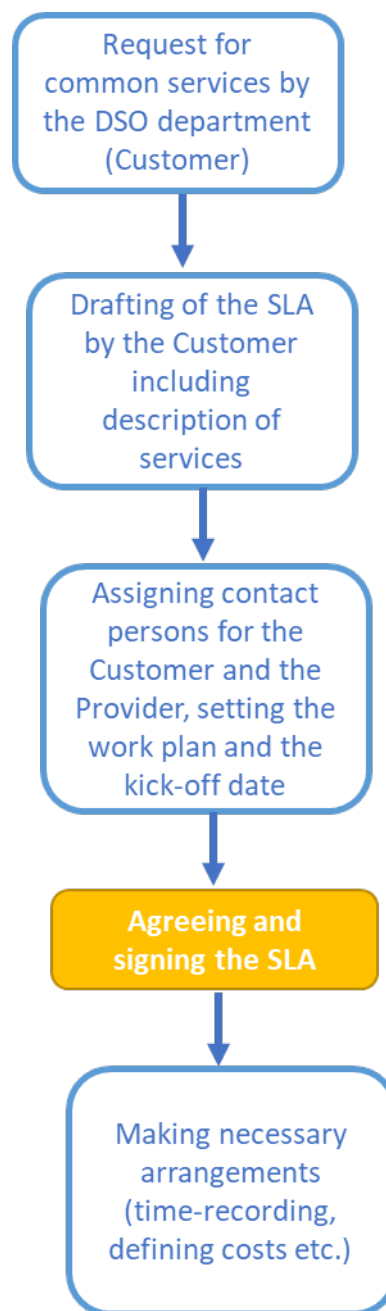 Request for
common services by
the DSO department
(Customer)
Drafting of the SLA
by the Customer
including
description of
services
Assigning contact
persons for the
Customer and the
Provider, setting the
work plan and the
kick-off date
Agreeing and
signing the SLA
Making necessary
arrangements
(time-recording,
defining costs etc.)